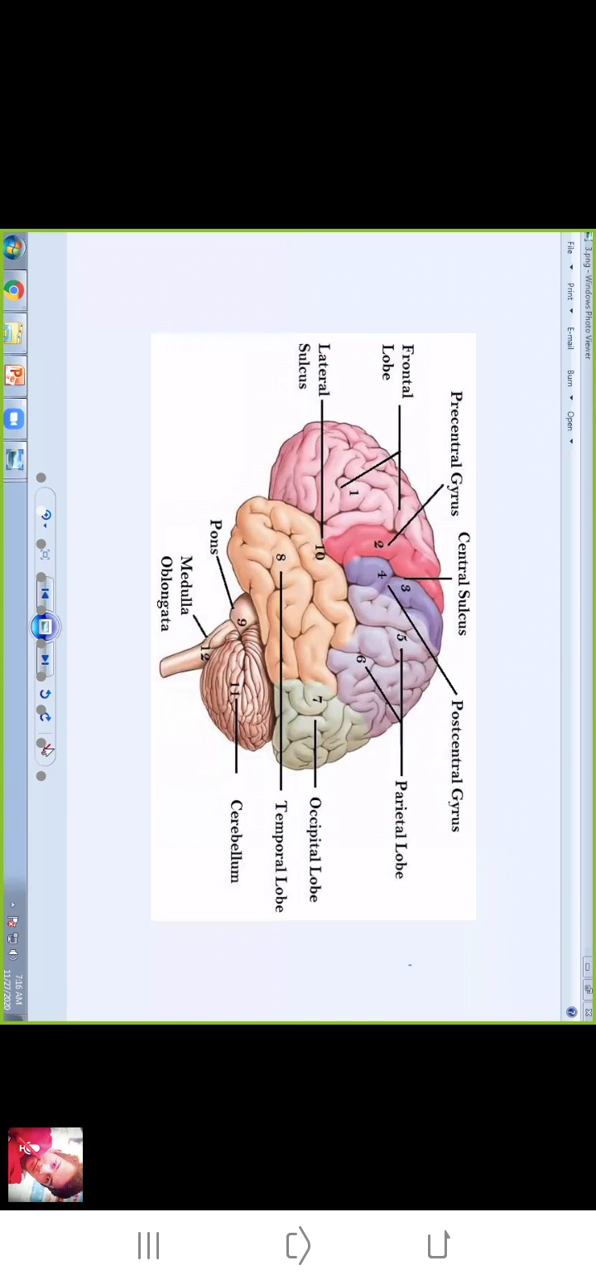 3.png - Windows Photo Viewer
File Print E-mail Burn Open
Precentral Gyrus
Central Sulcus
Postcentral Gyrus
Frontal
Lobe
Parietal Lobe
Lateral
Sulcus
Occipital Lobe
Temporal Lobe
Pons
Cerebellum
Medulla
Oblongata
1
2
3
4
5
6
7
8
9
10
11
12
7:16 AM
11/27/2020